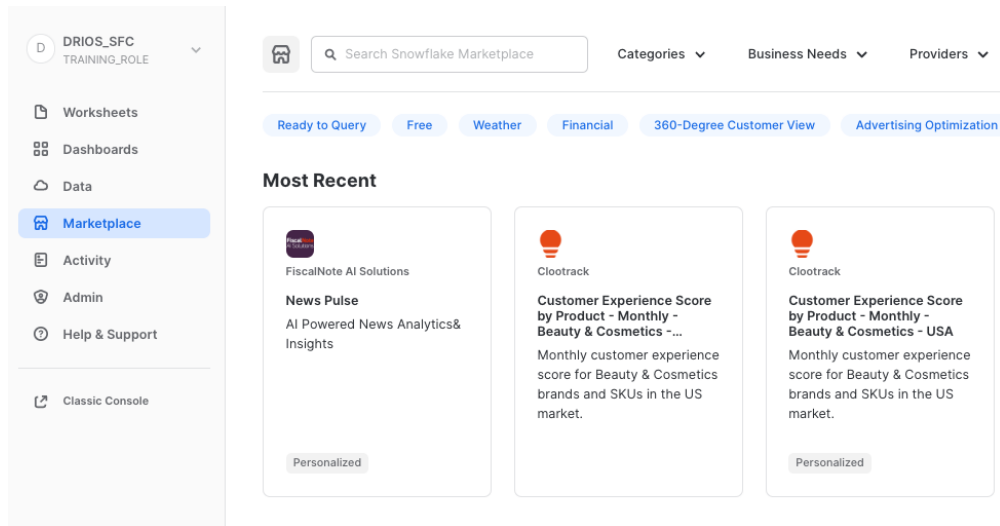 D
DRIOS_SFC
TRAINING_ROLE
Worksheets
Dashboards
Data
Marketplace
Activity
Admin
Help & Support
Classic Console
Search Snowflake Marketplace
Categories
Business Needs
Providers
Ready to Query
Free
Weather
Financial
360-Degree Customer View
Advertising Optimization
Most Recent
FiscalNote
AI Solutions
FiscalNote AI Solutions
News Pulse
AI Powered News Analytics&
Insights
Personalized
Clootrack
Customer Experience Score
by Product - Monthly -
Beauty & Cosmetics -...
Monthly customer experience
score for Beauty & Cosmetics
brands and SKUs in the US
market.
Clootrack
Customer Experience Score
by Product - Monthly -
Beauty & Cosmetics - USA
Monthly customer experience
score for Beauty & Cosmetics
brands and SKUs in the US
market.
Personalized